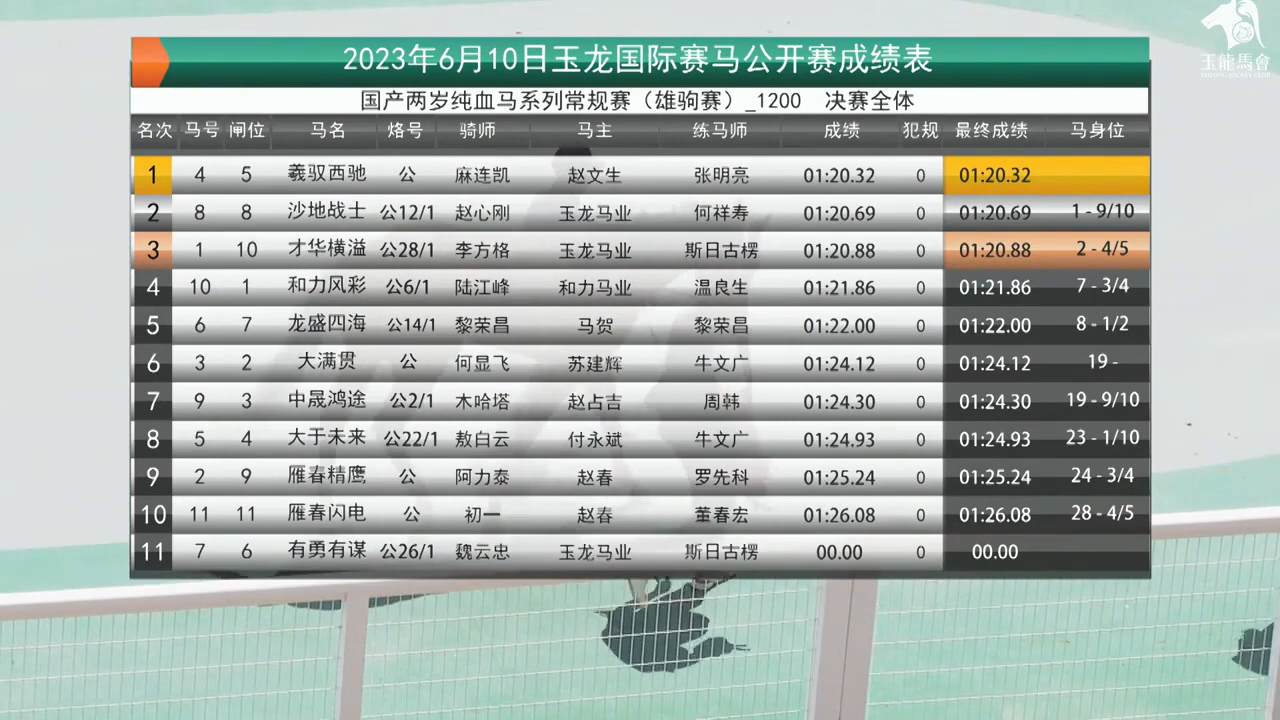 玉龍馬會
YULONG JOCKEY CLUB
2023年6月10日玉龙国际赛马公开赛成绩表
国产两岁纯血马系列常规赛（雄驹赛）_1200 决赛全体
名次 马号 闸位 马名 烙号 骑师 马主 练马师 成绩 犯规 最终成绩 马身位
1 4 5 羲驭西驰 公 麻连凯 赵文生 张明亮 01:20.32 0 01:20.32
2 8 8 沙地战士 公12/1 赵心刚 玉龙马业 何祥寿 01:20.69 0 01:20.69 1 - 9/10
3 1 10 才华横溢 公28/1 李方格 玉龙马业 斯日古楞 01:20.88 0 01:20.88 2 - 4/5
4 10 1 和力风彩 公6/1 陆江峰 和力马业 温良生 01:21.86 0 01:21.86 7 - 3/4
5 6 7 龙盛四海 公14/1 黎荣昌 马贺 黎荣昌 01:22.00 0 01:22.00 8 - 1/2
6 3 2 大满贯 公 何显飞 苏建辉 牛文广 01:24.12 0 01:24.12 19 -
7 9 3 中晟鸿途 公2/1 木哈塔 赵占吉 周韩 01:24.30 0 01:24.30 19 - 9/10
8 5 4 大于未来 公22/1 敖白云 付永斌 牛文广 01:24.93 0 01:24.93 23 - 1/10
9 2 9 雁春精鹰 公 阿力泰 赵春 罗先科 01:25.24 0 01:25.24 24 - 3/4
10 11 11 雁春闪电 公 初一 赵春 董春宏 01:26.08 0 01:26.08 28 - 4/5
11 7 6 有勇有谋 公26/1 魏云忠 玉龙马业 斯日古楞 00.00 0 00.00